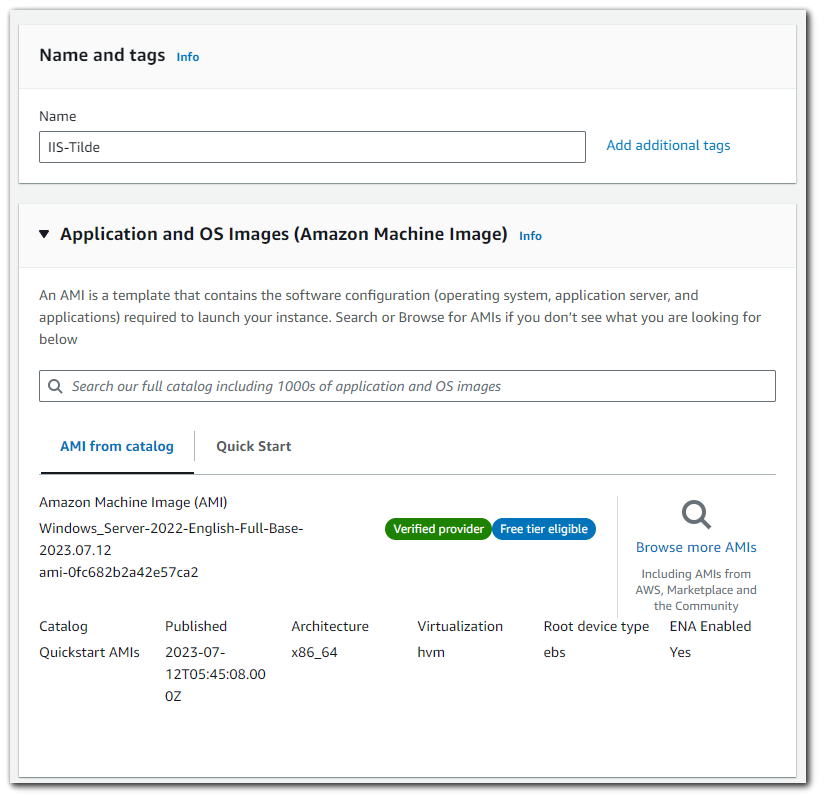 Name and tags Info
Name
IIS-Tilde
Add additional tags
Application and OS Images (Amazon Machine Image) Info
An AMI is a template that contains the software configuration (operating system, application server, and
applications) required to launch your instance. Search or Browse for AMIs if you don’t see what you are looking for
below
Search our full catalog including 1000s of application and OS images
AMI from catalog
Quick Start
Amazon Machine Image (AMI)
Windows_Server-2022-English-Full-Base-
2023.07.12
ami-0fc682b2a42e57ca2
Verified provider
Free tier eligible
Browse more AMIs
Including AMIs from
AWS, Marketplace and
the Community
Catalog
Quickstart AMIs
Published
2023-07-
12T05:45:08.00
0Z
Architecture
x86_64
Virtualization
hvm
Root device type
ebs
ENA Enabled
Yes